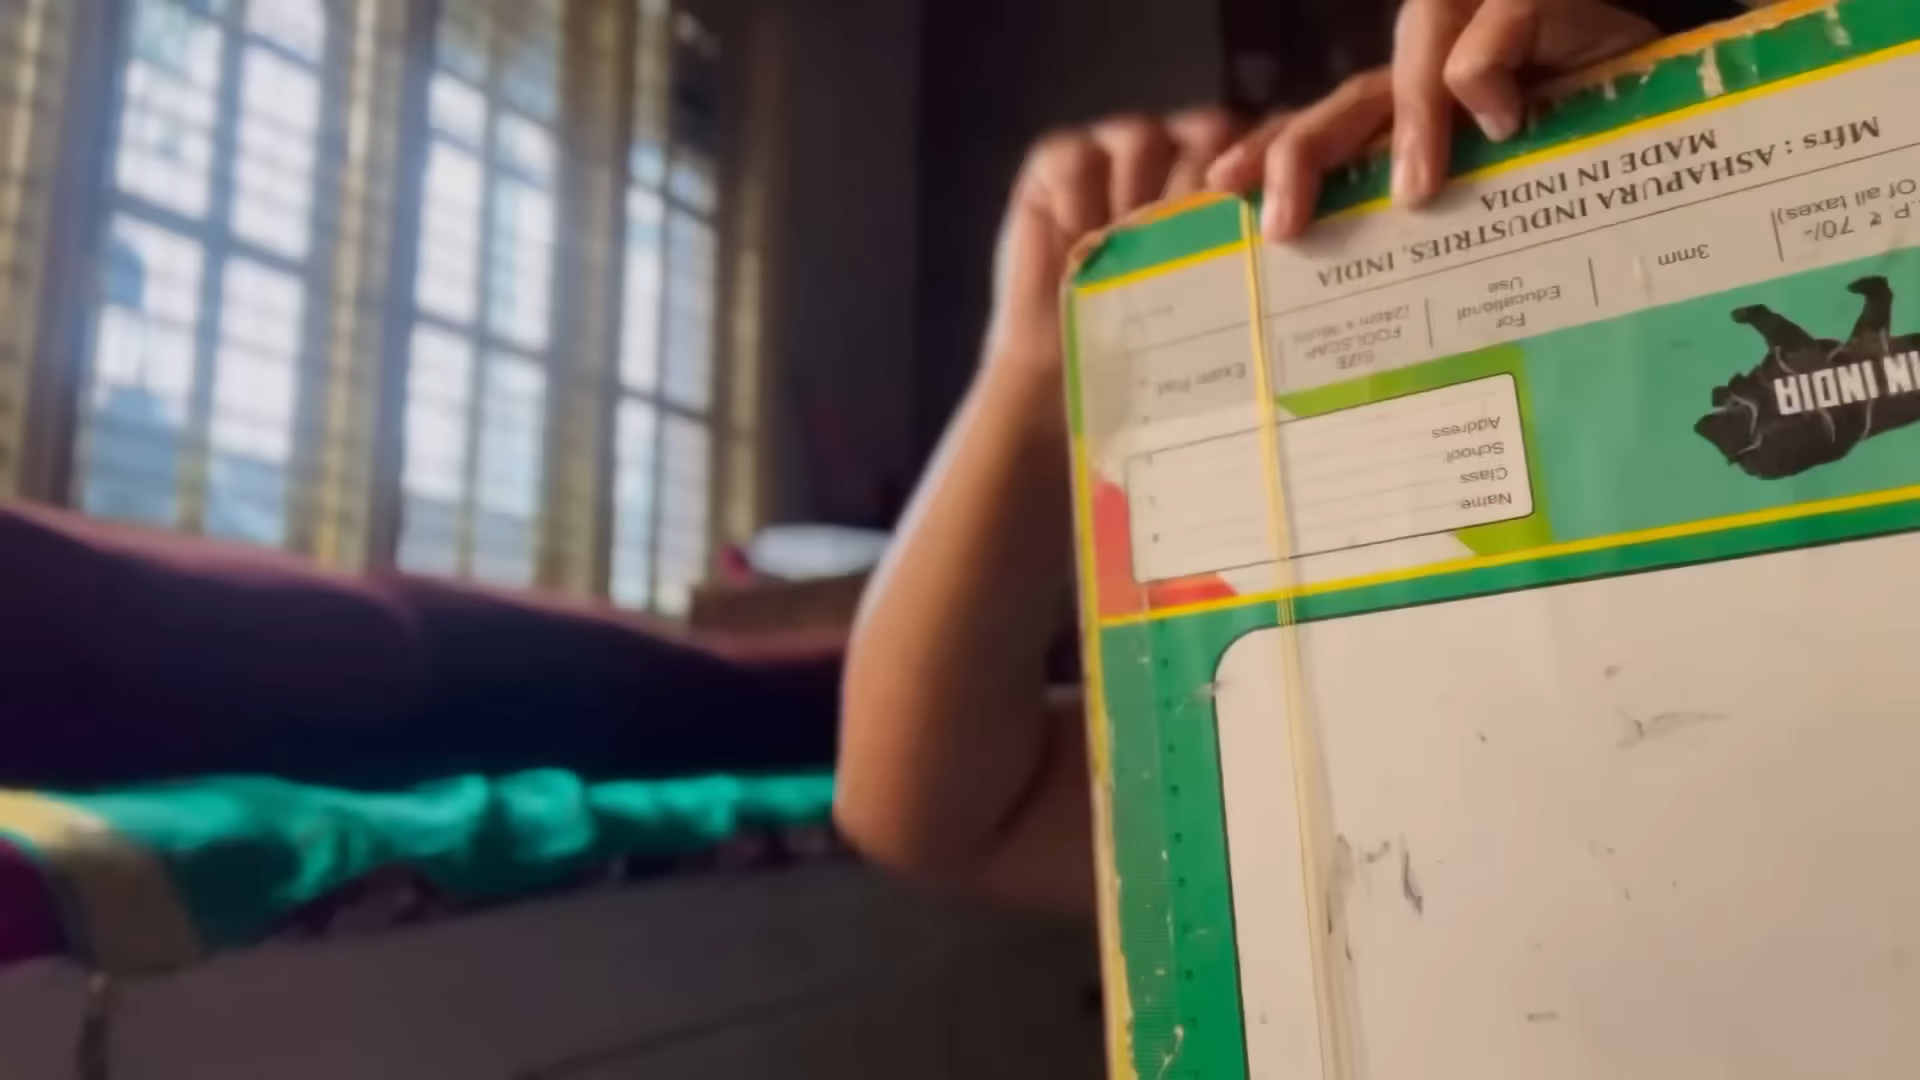 Name
Class
School
Address
IN INDIA
Exam Pad
SIZE
FOOLSCAP
For
Educational
Use
3mm
.P. ₹ 70/-
Of all taxes)
Mfrs : ASHAPURA INDUSTRIES, INDIA
MADE IN INDIA